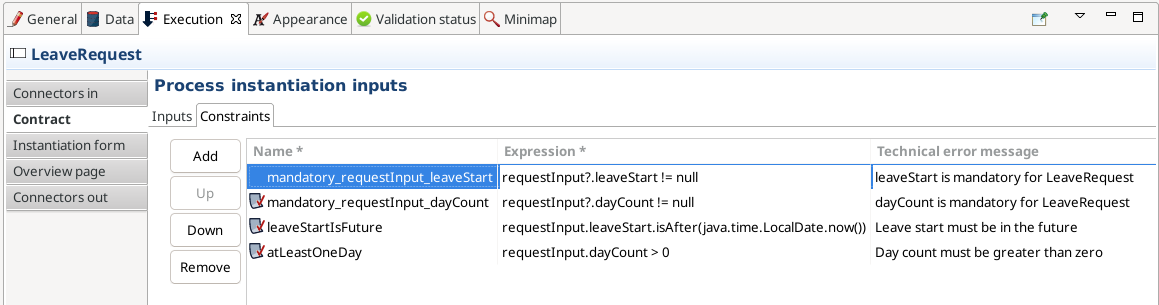 General Data Execution Appearance Validation status Minimap
LeaveRequest
Process instantiation inputs
Connectors in
Contract
Instantiation form
Overview page
Connectors out
Inputs Constraints
Add
Up
Down
Remove
Name * Expression * Technical error message
mandatory_requestInput_leaveStart requestInput?.leaveStart != null leaveStart is mandatory for LeaveRequest
mandatory_requestInput_dayCount requestInput?.dayCount != null dayCount is mandatory for LeaveRequest
leaveStartIsFuture requestInput.leaveStart.isAfter(java.time.LocalDate.now()) Leave start must be in the future
atLeastOneDay requestInput.dayCount > 0 Day count must be greater than zero